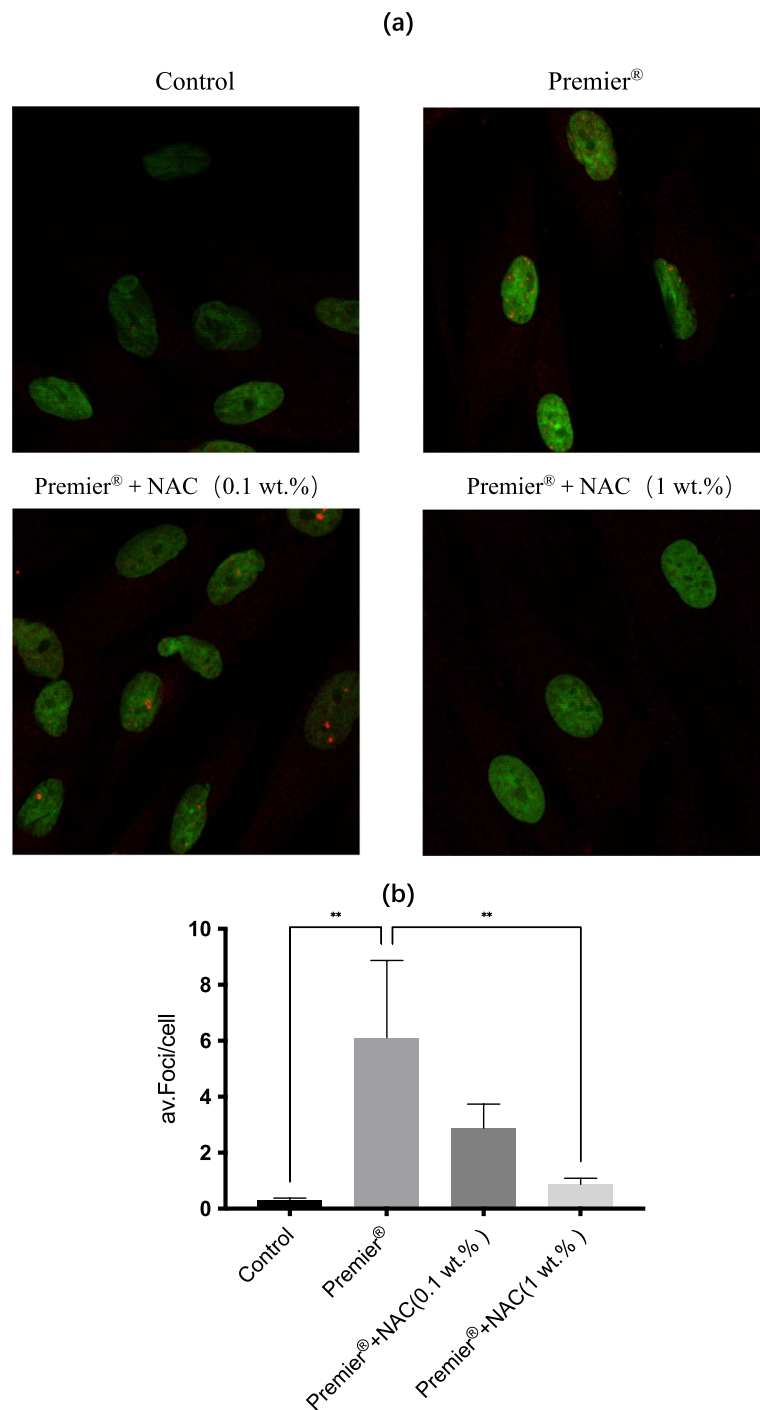 (a)
Control
Premier®
Premier® + NAC（0.1 wt.%）
Premier® + NAC（1 wt.%）
(b)
**
**
10
8
6
4
2
0
av.Foci/cell
Control
Premier®
Premier®+NAC(0.1 wt.% )
Premier®+NAC(1 wt.% )